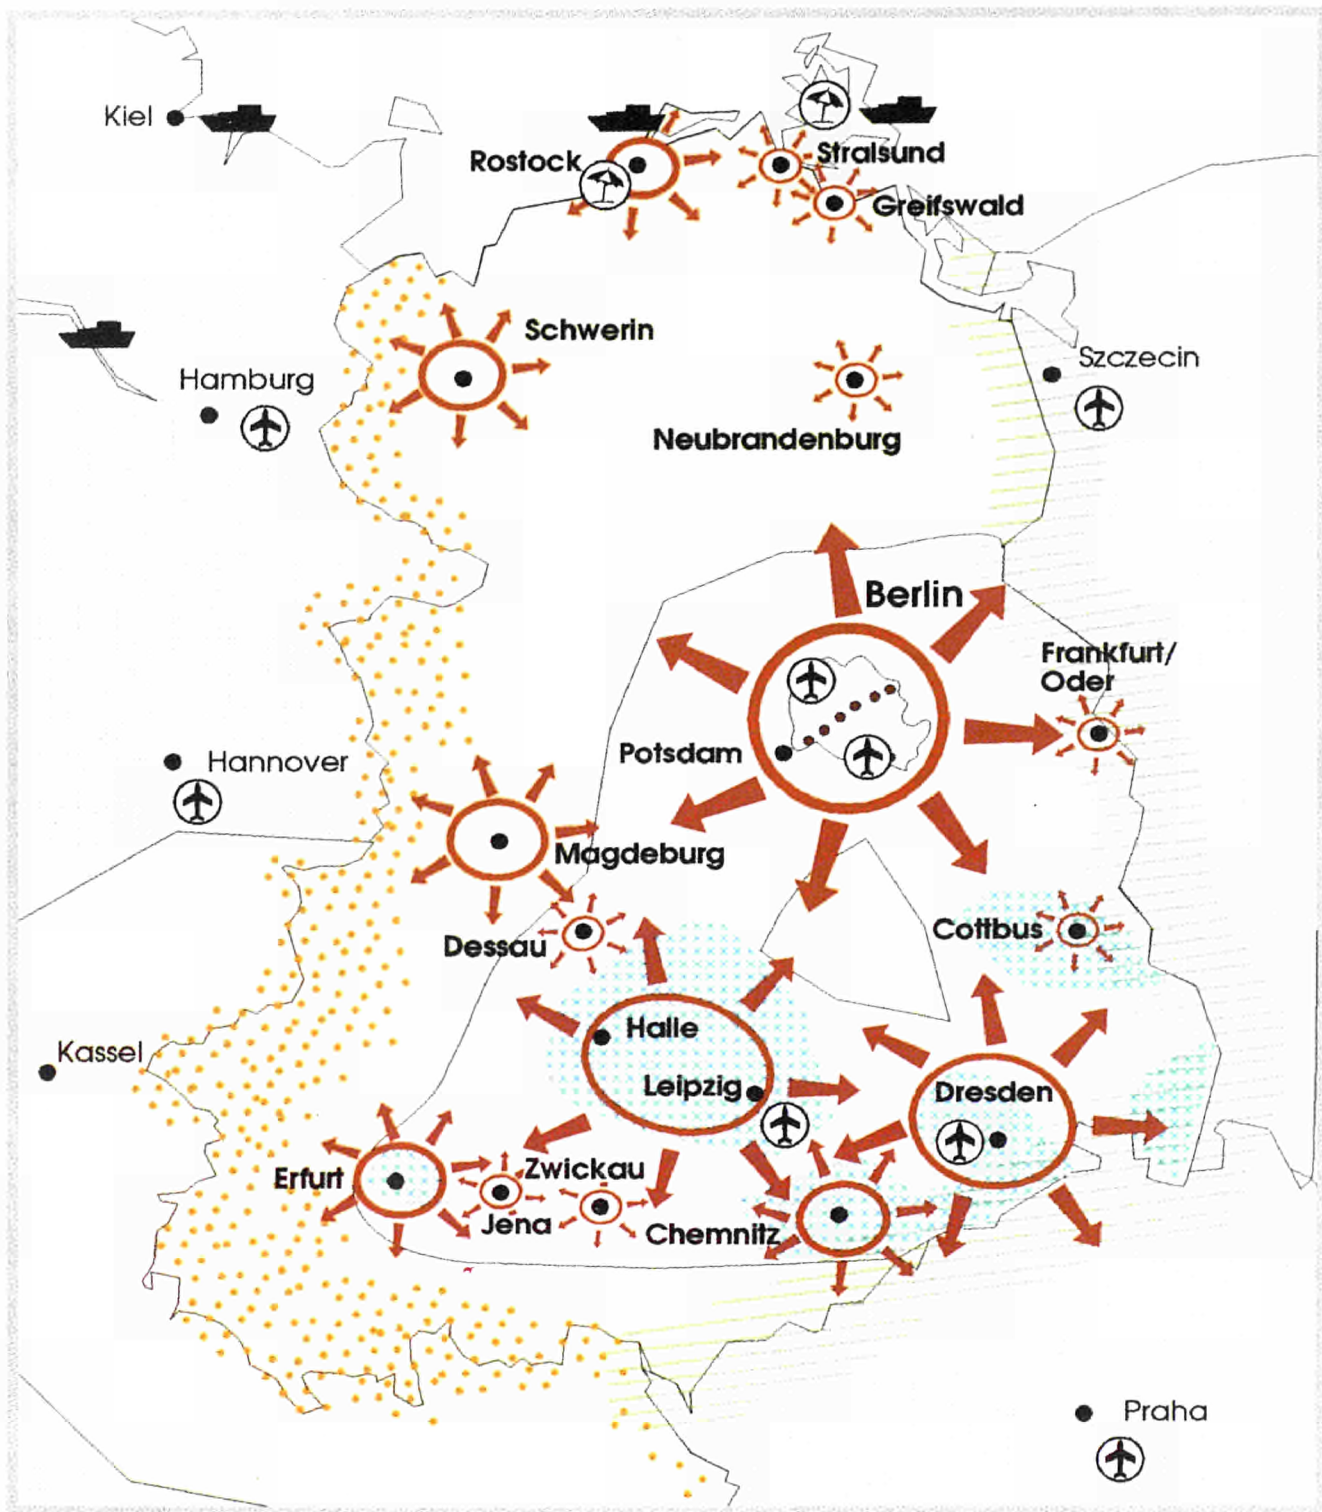 Kiel
Rostock
Stralsund
Greifswald
Schwerin
Hamburg
Szczecin
Neubrandenburg
Berlin
Frankfurt/
Oder
Potsdam
Hannover
Magdeburg
Cottbus
Dessau
Halle
Kassel
Leipzig
Dresden
Erfurt
Zwickau
Jena
Chemnitz
Praha